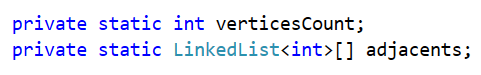 private static int verticesCount;
private static LinkedList<int>[] adjacents;